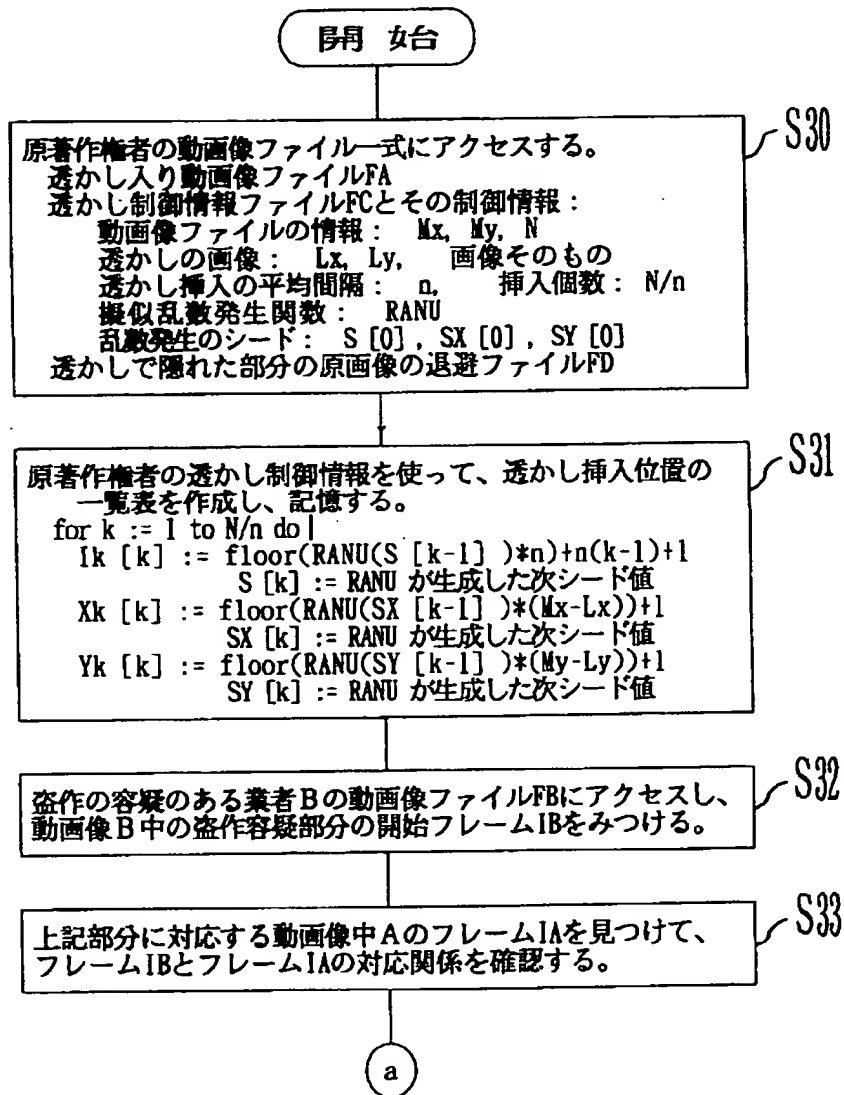 開 始
S30
原著作権者の動画像ファイル一式にアクセスする。
透かし入り動画像ファイルFA
透かし制御情報ファイルFCとその制御情報：
動画像ファイルの情報： Mx, My, N
透かしの画像： Lx, Ly, 画像そのもの
透かし挿入の平均間隔： n, 挿入個数： N/n
擬似乱数発生関数： RANU
乱数発生のシード： S [0] , SX [0] , SY [0]
透かしで隠れた部分の原画像の退避ファイルFD
S31
原著作権者の透かし制御情報を使って、透かし挿入位置の
一覧表を作成し、記憶する。
for k := 1 to N/n do |
Ik [k] := floor(RANU(S [k-1] )*n)+n(k-1)+1
S [k] := RANU が生成した次シード値
Xk [k] := floor(RANU(SX [k-1] )*(Mx-Lx))+1
SX [k] := RANU が生成した次シード値
Yk [k] := floor(RANU(SY [k-1] )*(My-Ly))+1
SY [k] := RANU が生成した次シード値
S32
盗作の容疑のある業者Bの動画像ファイルFBにアクセスし、
動画像B中の盗作容疑部分の開始フレームIBをみつける。
S33
上記部分に対応する動画像中AのフレームIAを見つけて、
フレームIBとフレームIAの対応関係を確認する。
a